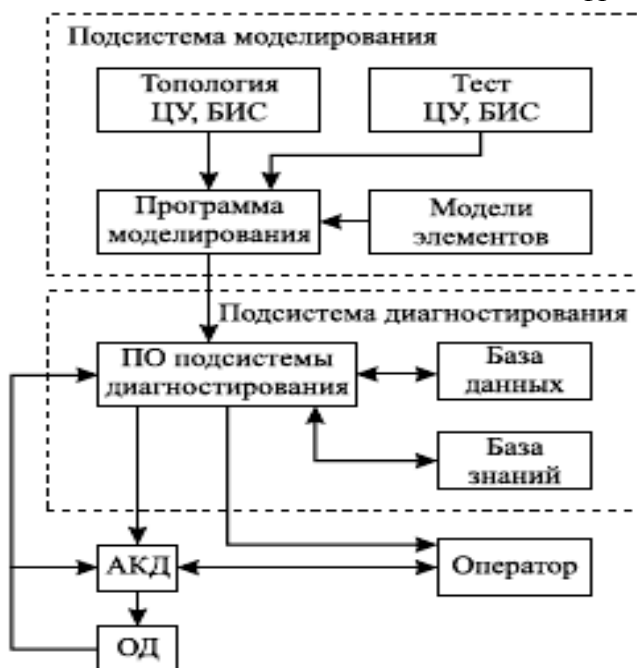 Подсистема моделирования
Топология
ЦУ, БИС
Тест
ЦУ, БИС
Программа
моделирования
Модели
элементов
Подсистема диагностирования
ПО подсистемы
диагностирования
База
данных
База
знаний
АКД
Оператор
ОД